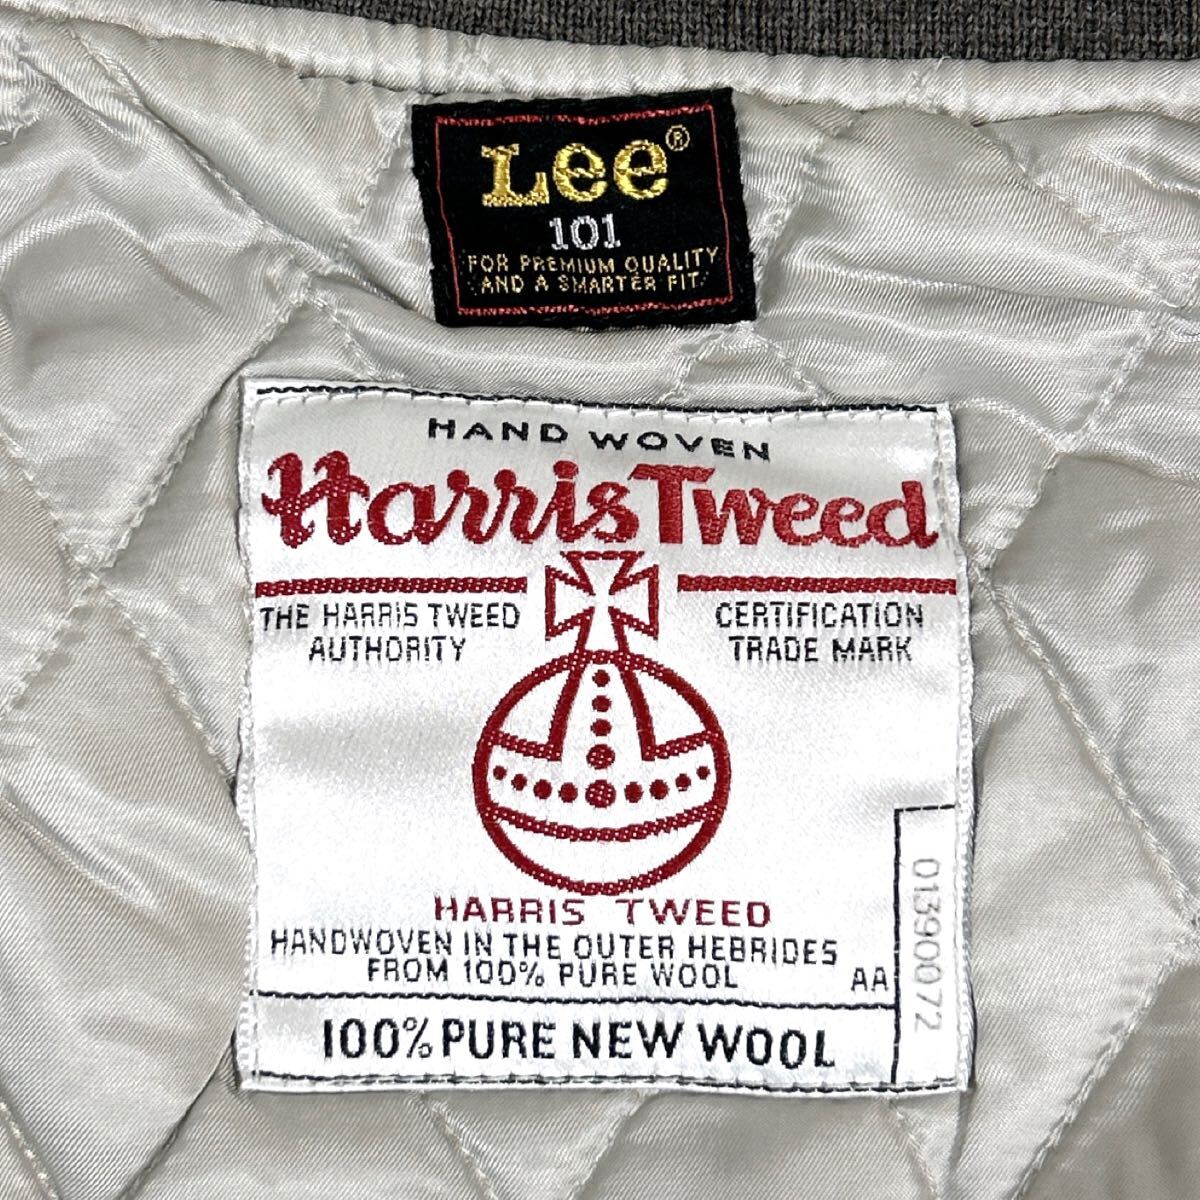 Lee®
101
FOR PREMIUM QUALITY
AND A SMARTER FIT
HAND WOVEN
Harris Tweed
THE HARRIS TWEED
AUTHORITY
CERTIFICATION
TRADE MARK
HARRIS TWEED
HANDWOVEN IN THE OUTER HEBRIDES
FROM 100% PURE WOOL
AA
01390072
100% PURE NEW WOOL